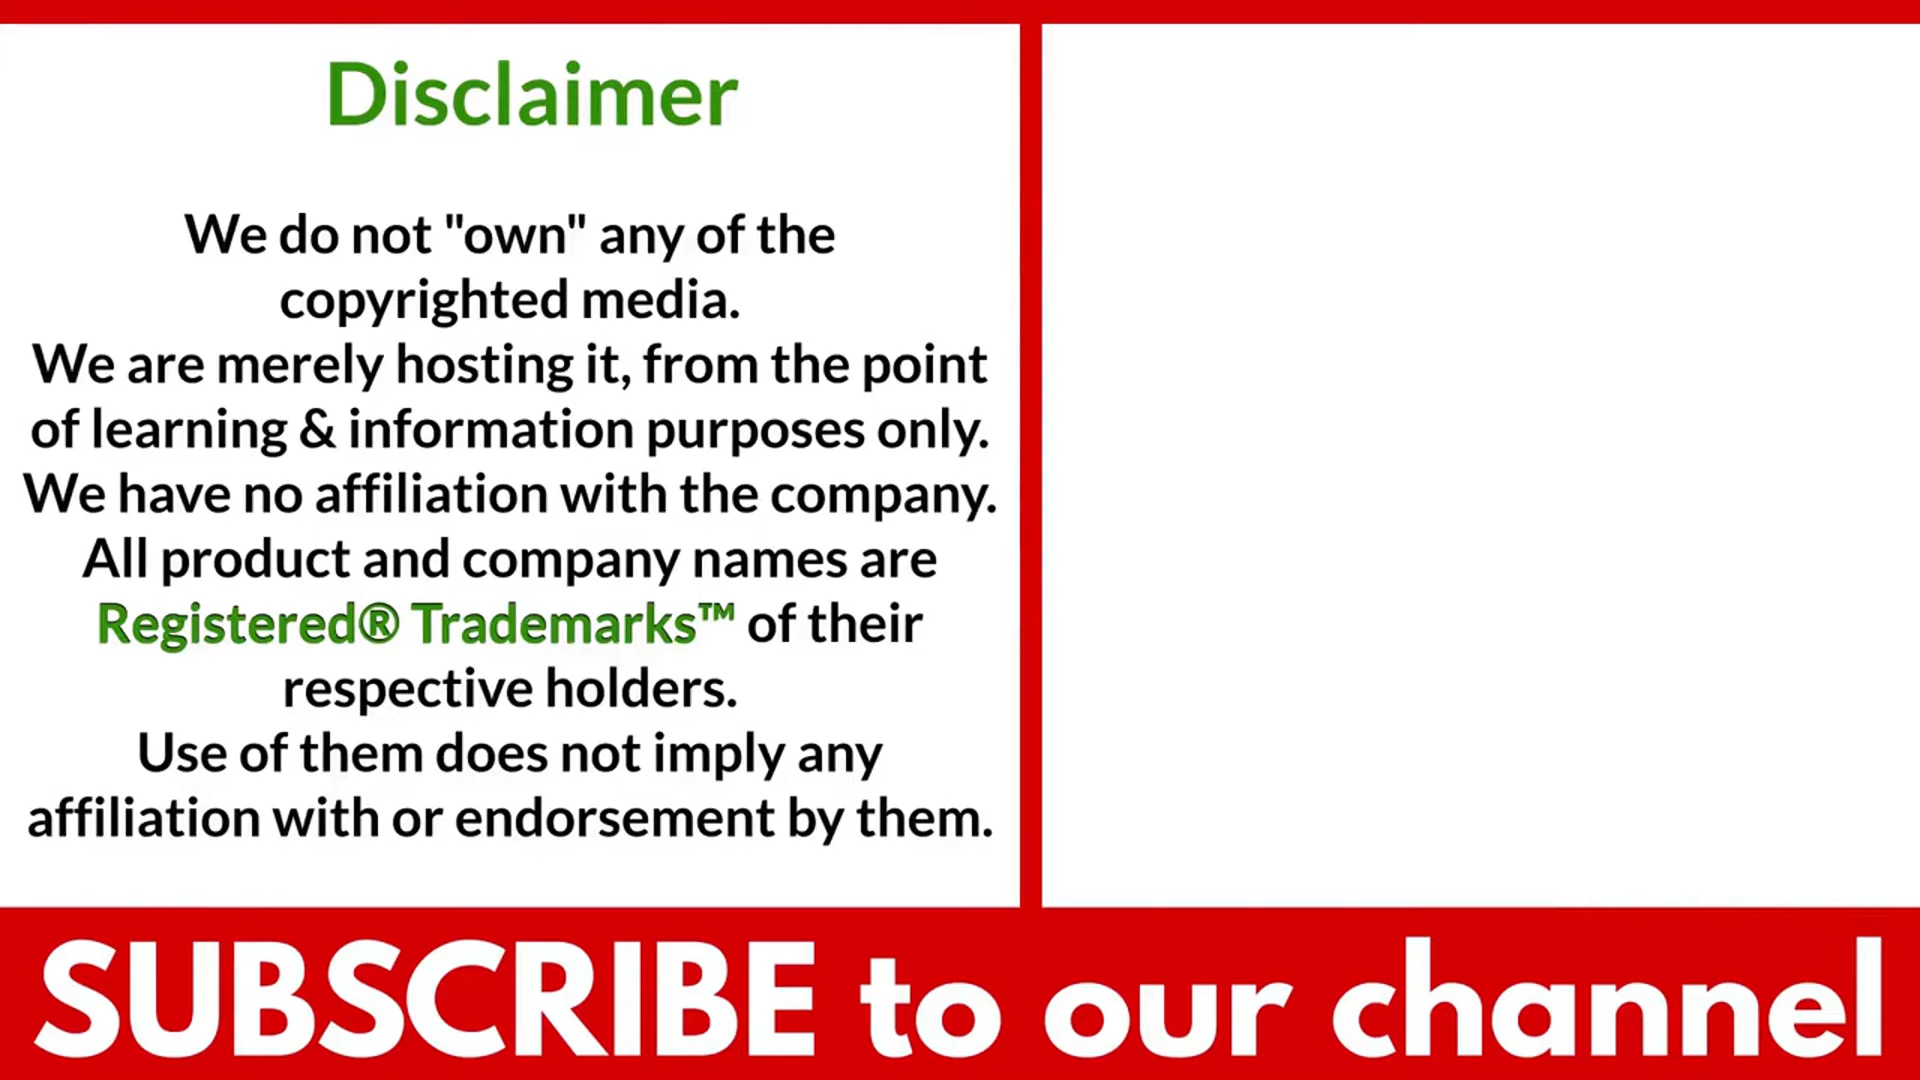 Disclaimer
We do not "own" any of the
copyrighted media.
We are merely hosting it, from the point
of learning & information purposes only.
We have no affiliation with the company.
All product and company names are
Registered® Trademarks™ of their
respective holders.
Use of them does not imply any
affiliation with or endorsement by them.
SUBSCRIBE to our channel